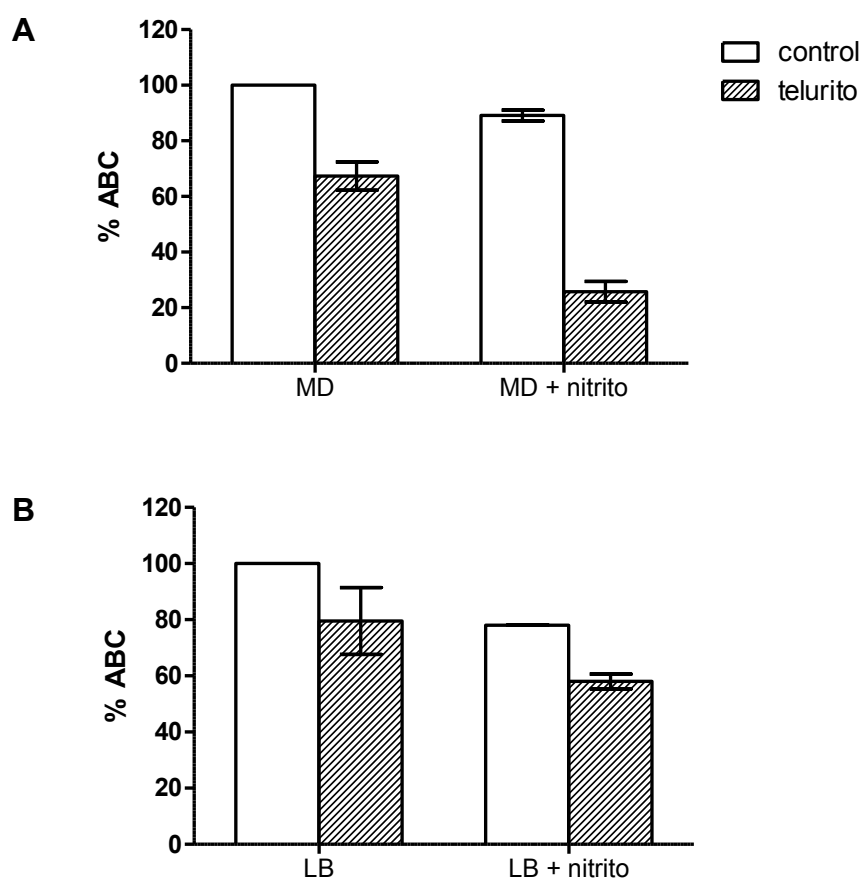 A
120
100
80
60
40
20
0
% ABC
MD
MD + nitrito
control
telurito
B
120
100
80
60
40
20
0
% ABC
LB
LB + nitrito